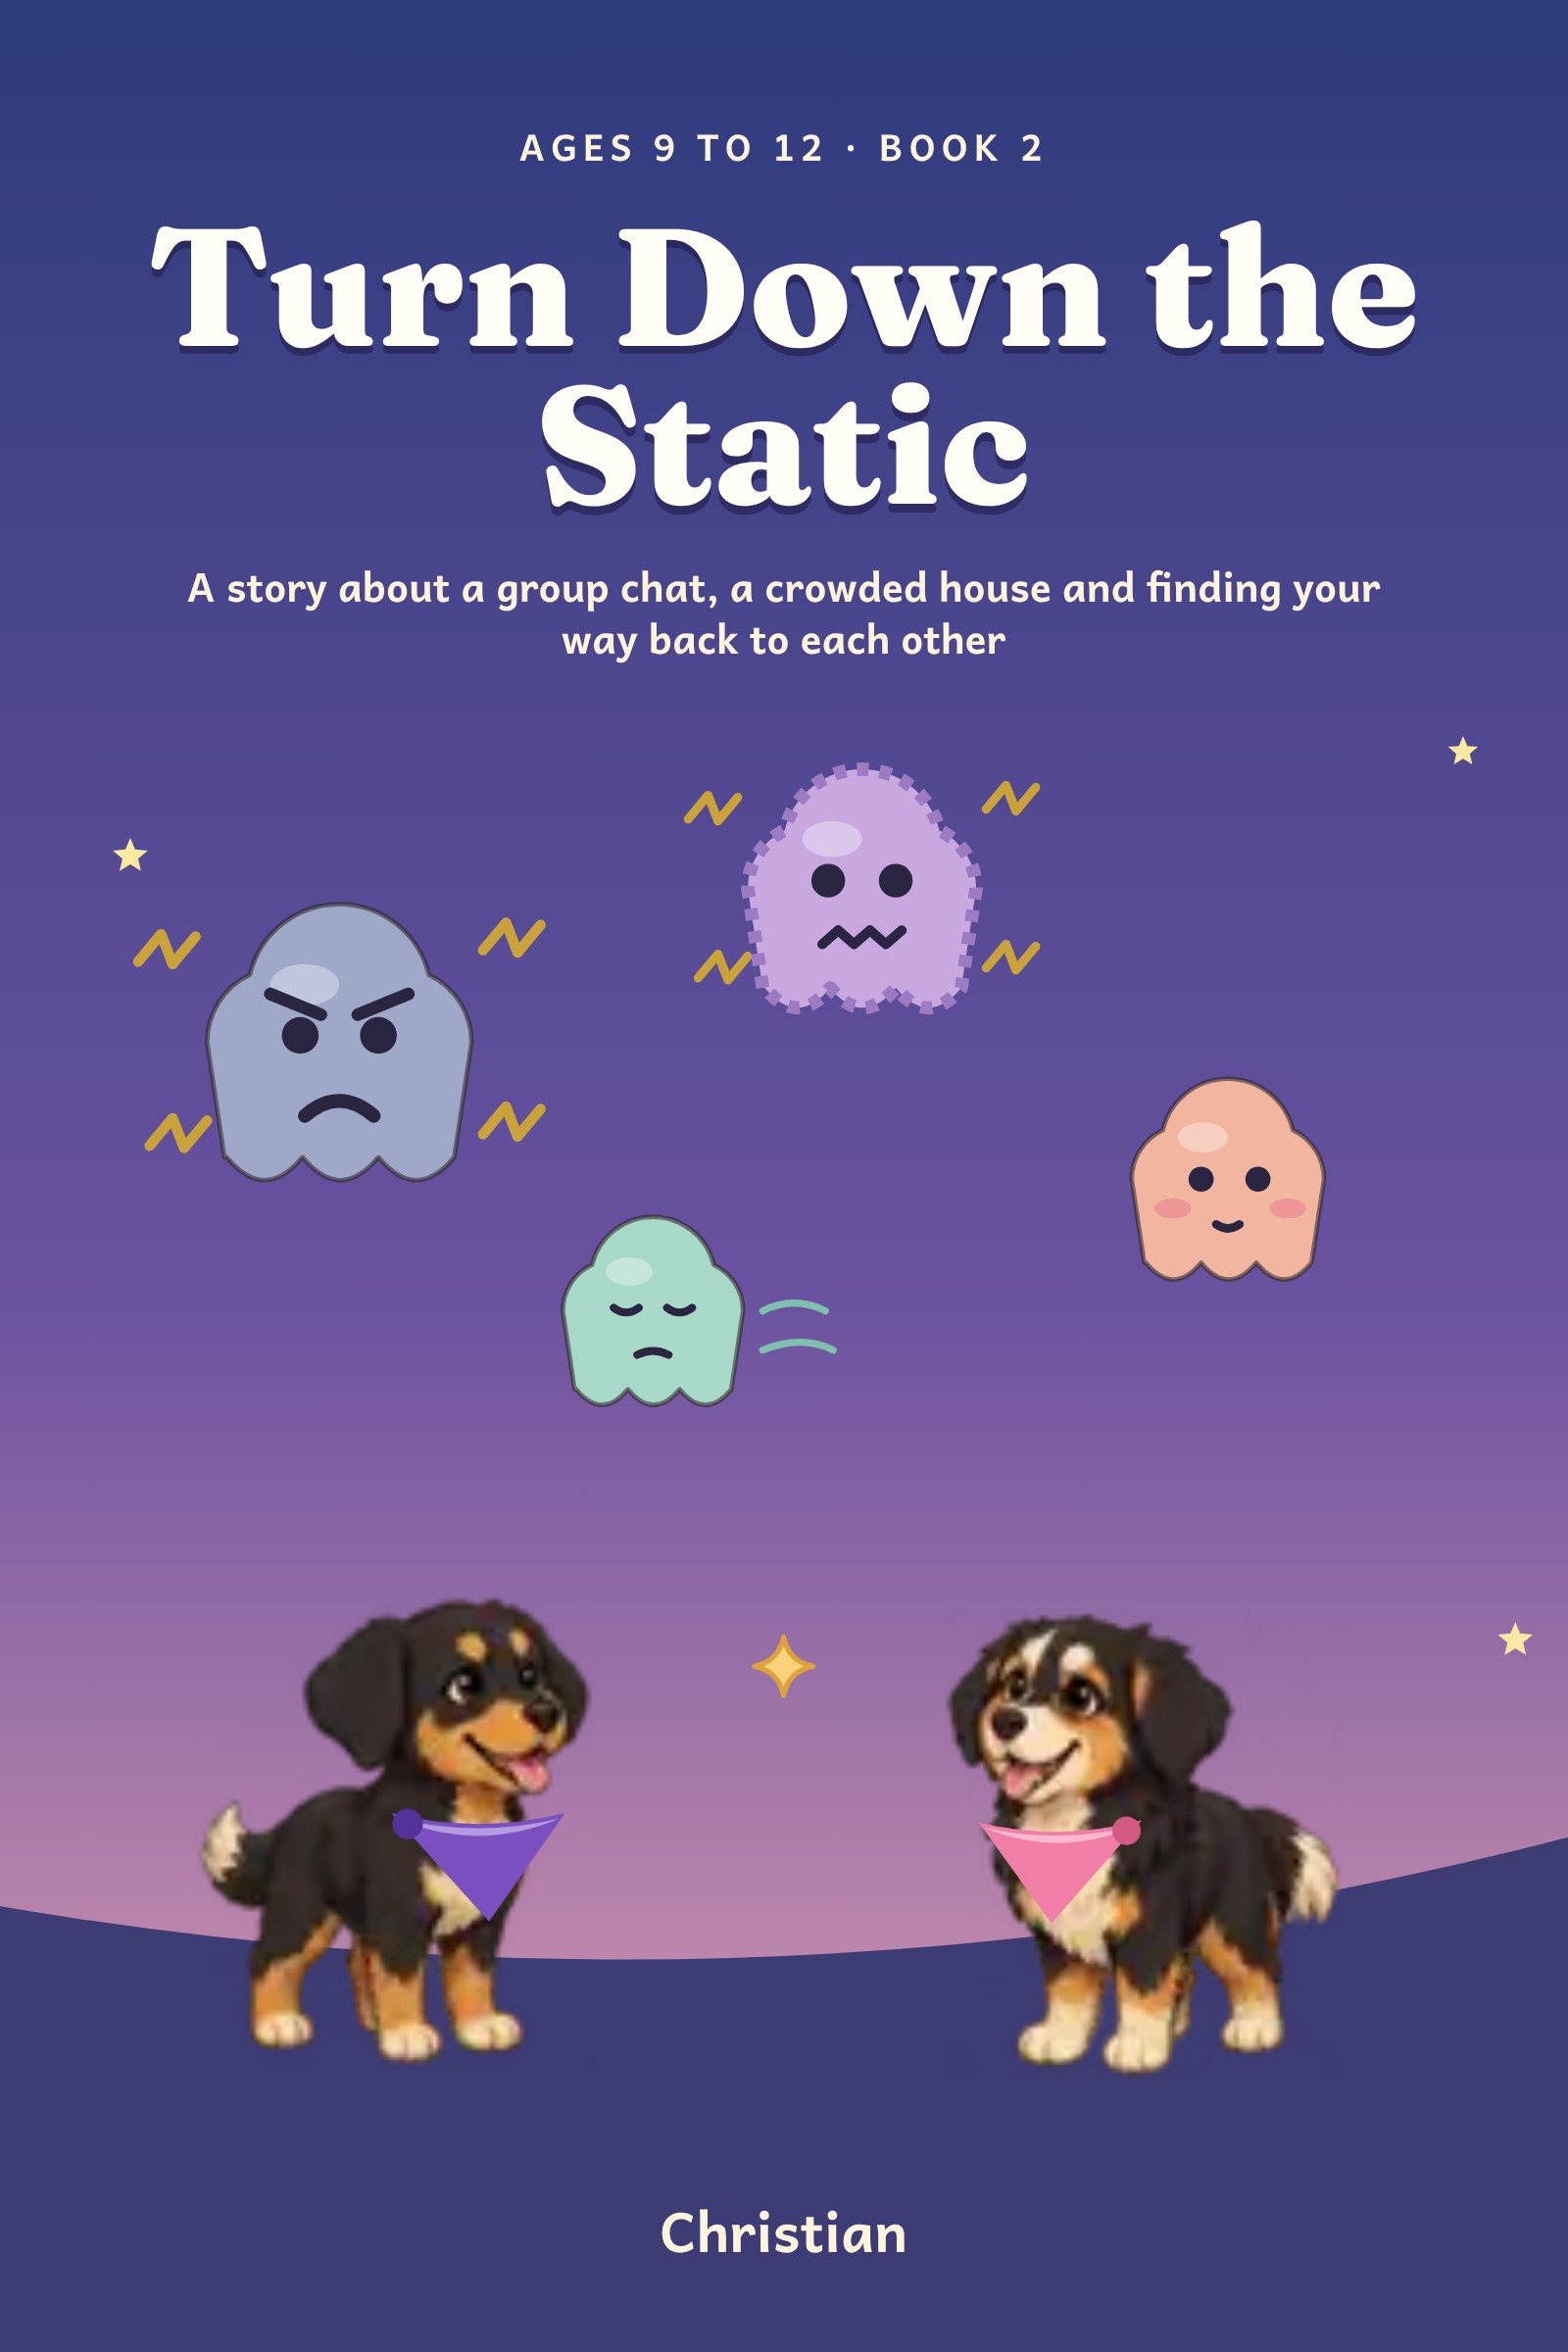 AGES 9 TO 12 · BOOK 2
Turn Down the
Static
A story about a group chat, a crowded house and finding your
way back to each other
Christian